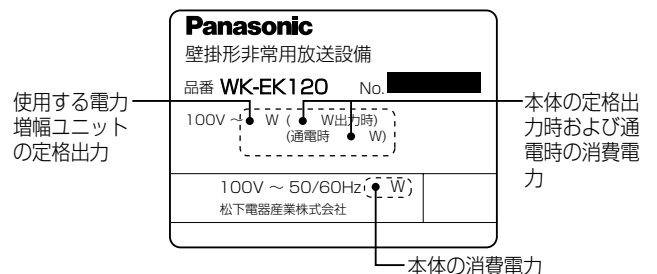 Panasonic
壁掛形非常用放送設備
品番 WK-EK120 No.
100V ～ W ( W出力時)
(通電時 W)
100V ～ 50/60Hz ( W )
松下電器産業株式会社
使用する電力
増幅ユニット
の定格出力
本体の定格出
力時および通
電時の消費電
力
本体の消費電力